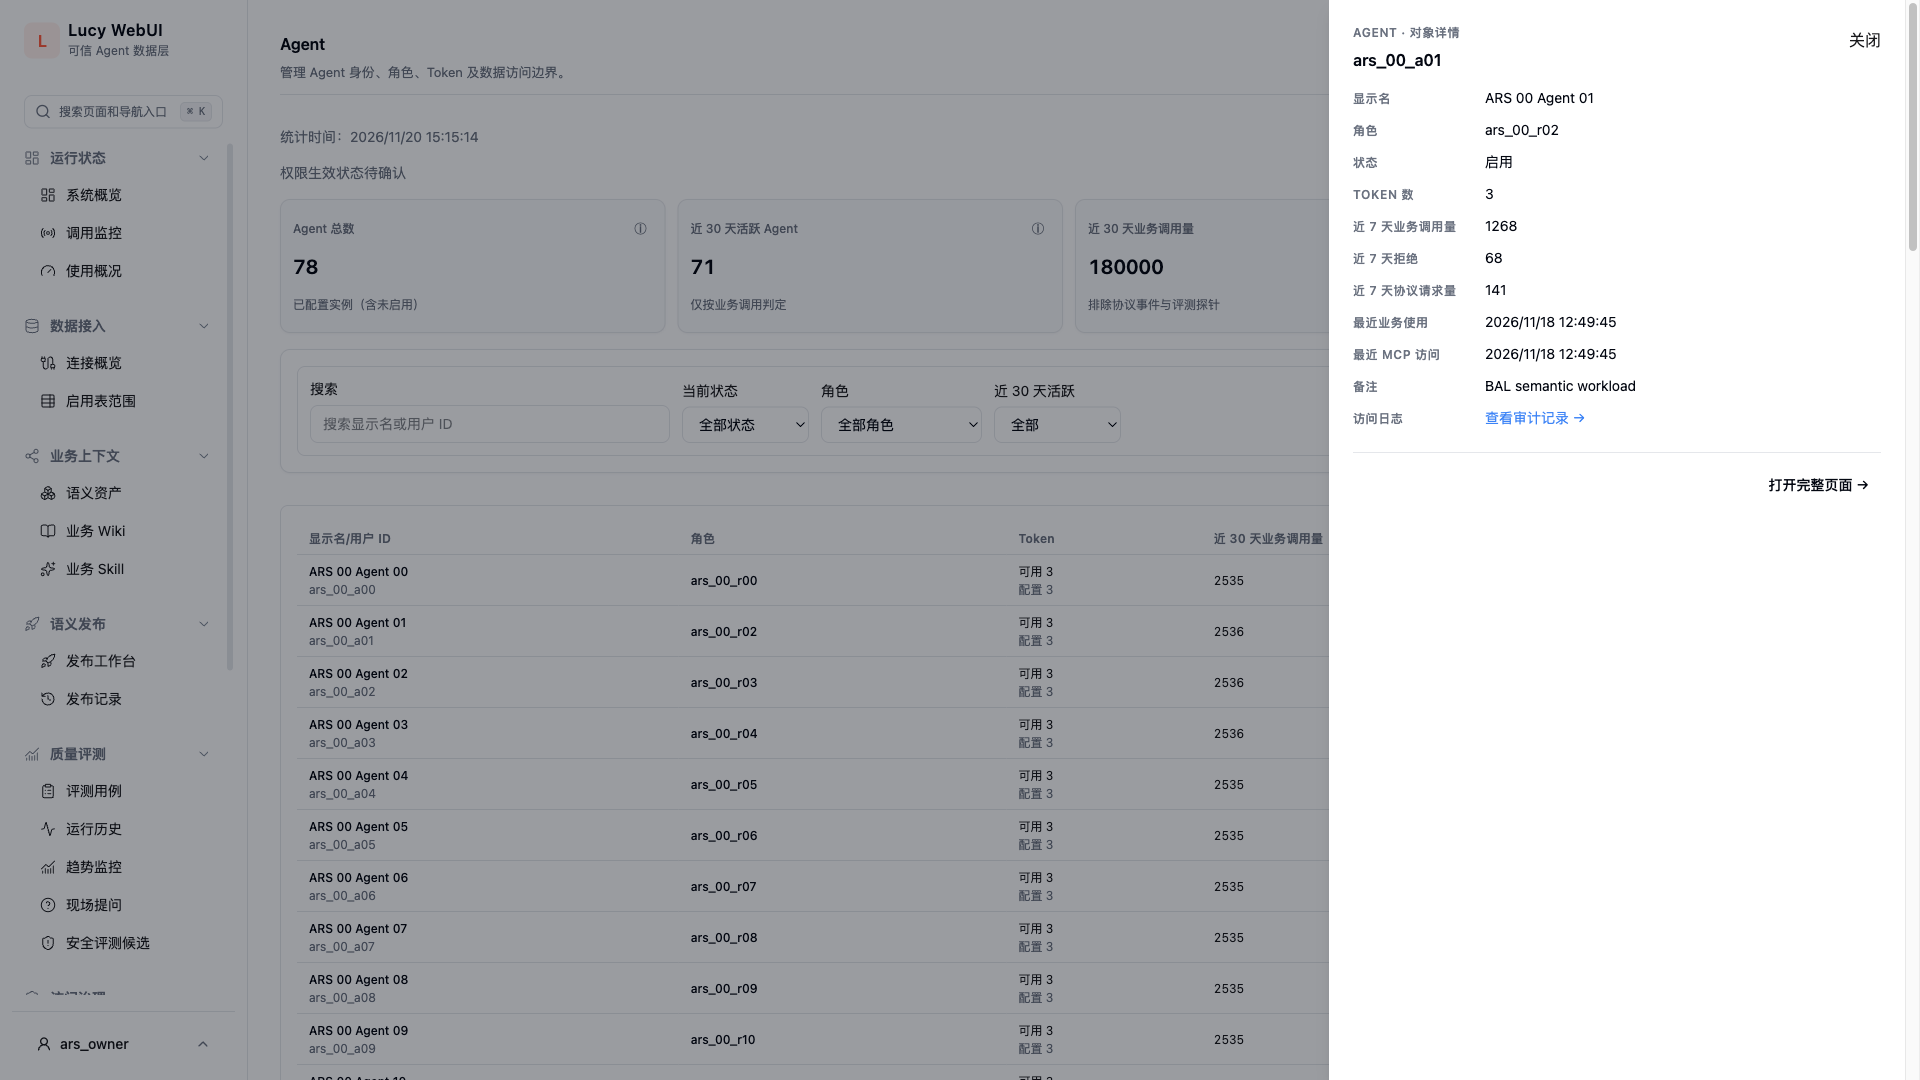 L
Lucy WebUI
可信 Agent 数据层
搜索页面和导航入口 ⌘ K
运行状态
系统概览
调用监控
使用概况
数据接入
连接概览
启用表范围
业务上下文
语义资产
业务 Wiki
业务 Skill
语义发布
发布工作台
发布记录
质量评测
评测用例
运行历史
趋势监控
现场提问
安全评测候选
ars_owner
Agent
管理 Agent 身份、角色、Token 及数据访问边界。
统计时间：2026/11/20 15:15:14
权限生效状态待确认
Agent 总数
78
已配置实例（含未启用）
近 30 天活跃 Agent
71
仅按业务调用判定
近 30 天业务调用量
180000
排除协议事件与评测探针
搜索
搜索显示名或用户 ID
当前状态
全部状态
角色
全部角色
近 30 天活跃
全部
显示名/用户 ID 角色 Token 近 30 天业务调用量
ARS 00 Agent 00
ars_00_a00
ars_00_r00
可用 3
配置 3
2535
ARS 00 Agent 01
ars_00_a01
ars_00_r02
可用 3
配置 3
2536
ARS 00 Agent 02
ars_00_a02
ars_00_r03
可用 3
配置 3
2536
ARS 00 Agent 03
ars_00_a03
ars_00_r04
可用 3
配置 3
2536
ARS 00 Agent 04
ars_00_a04
ars_00_r05
可用 3
配置 3
2535
ARS 00 Agent 05
ars_00_a05
ars_00_r06
可用 3
配置 3
2535
ARS 00 Agent 06
ars_00_a06
ars_00_r07
可用 3
配置 3
2535
ARS 00 Agent 07
ars_00_a07
ars_00_r08
可用 3
配置 3
2535
ARS 00 Agent 08
ars_00_a08
ars_00_r09
可用 3
配置 3
2535
ARS 00 Agent 09
ars_00_a09
ars_00_r10
可用 3
配置 3
2535
AGENT · 对象详情
关闭
ars_00_a01
显示名 ARS 00 Agent 01
角色 ars_00_r02
状态 启用
TOKEN 数 3
近 7 天业务调用量 1268
近 7 天拒绝 68
近 7 天协议请求量 141
最近业务使用 2026/11/18 12:49:45
最近 MCP 访问 2026/11/18 12:49:45
备注 BAL semantic workload
访问日志 查看审计记录 →
打开完整页面 →